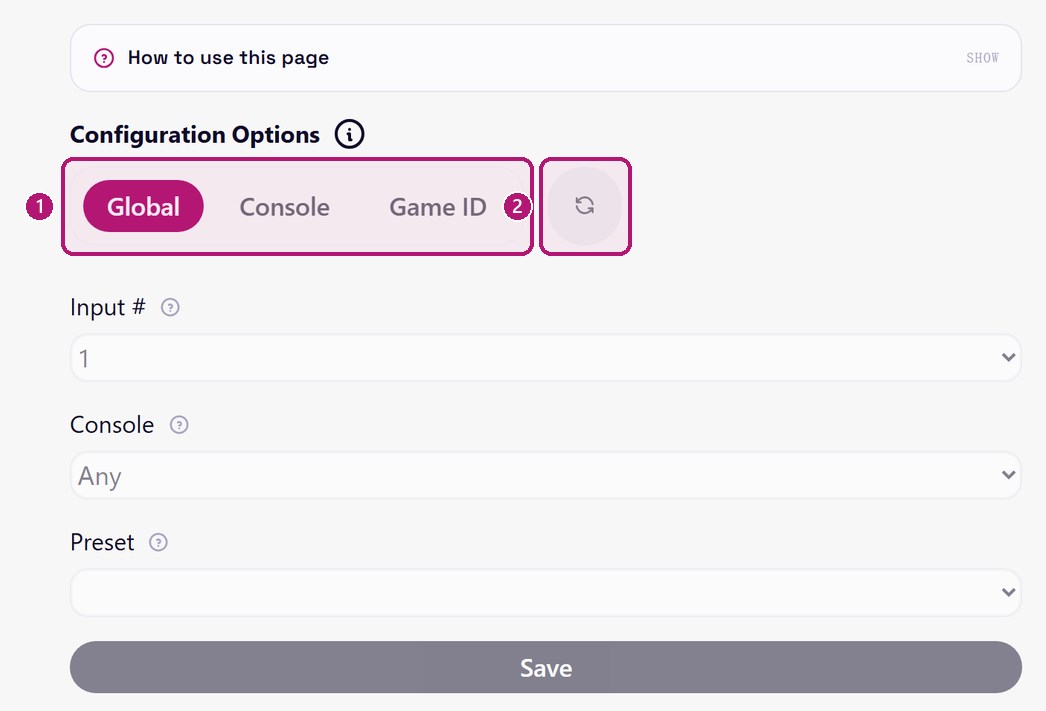 How to use this page SHOW
Configuration Options
1 Global Console Game ID 2
Input #
1
Console
Any
Preset
Save